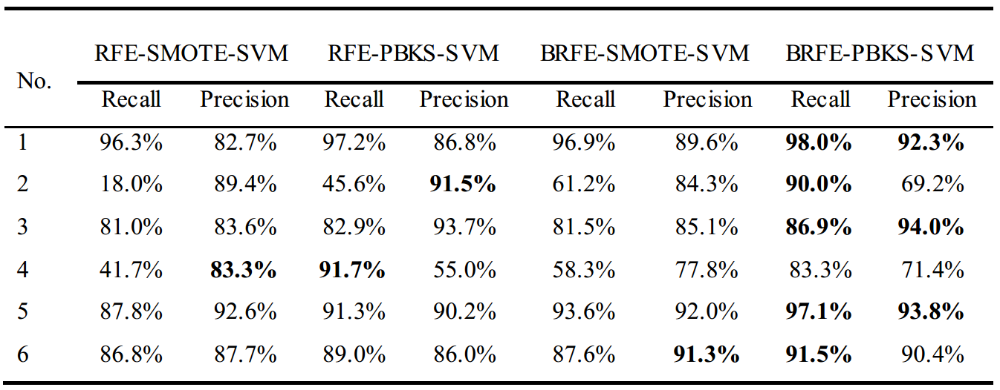 RFE-SMOTE-SVM RFE-PBKS-SVM BRFE-SMOTE-SVM BRFE-PBKS-SVM
No.
Recall Precision Recall Precision Recall Precision Recall Precision
1 96.3% 82.7% 97.2% 86.8% 96.9% 89.6% 98.0% 92.3%
2 18.0% 89.4% 45.6% 91.5% 61.2% 84.3% 90.0% 69.2%
3 81.0% 83.6% 82.9% 93.7% 81.5% 85.1% 86.9% 94.0%
4 41.7% 83.3% 91.7% 55.0% 58.3% 77.8% 83.3% 71.4%
5 87.8% 92.6% 91.3% 90.2% 93.6% 92.0% 97.1% 93.8%
6 86.8% 87.7% 89.0% 86.0% 87.6% 91.3% 91.5% 90.4%